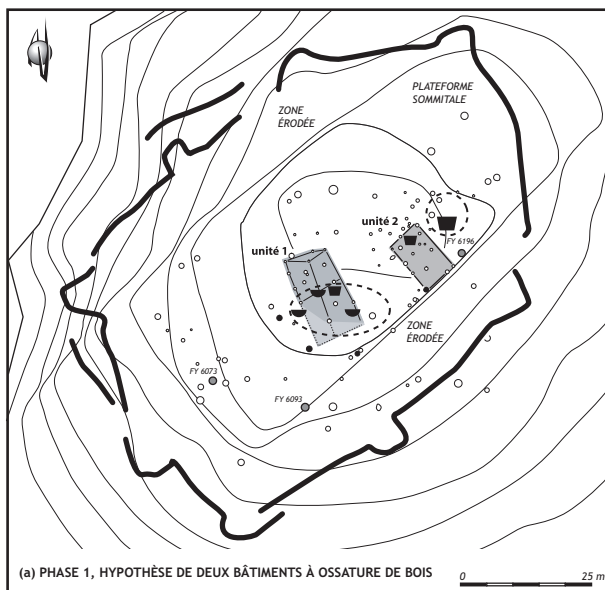 PLATEFORME
SOMMITALE
ZONE
ÉRODÉE
unité 2
FY 6196
unité 1
ZONE
ÉRODÉE
FY 6073
FY 6093
(a) PHASE 1, HYPOTHÈSE DE DEUX BÂTIMENTS À OSSATURE DE BOIS
0 25 m